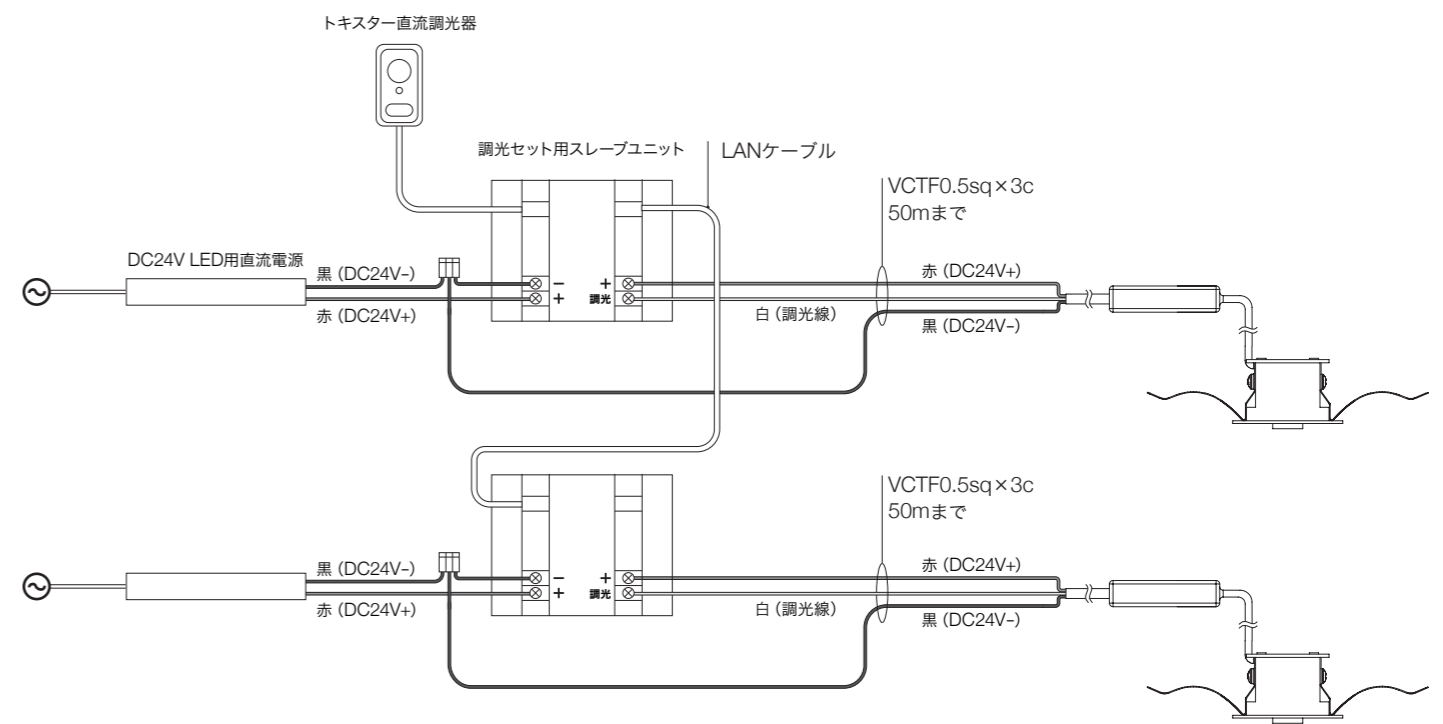 トキスター直流調光器
調光セット用スレーブユニット
LANケーブル
VCTF0.5sq×3c
50mまで
DC24V LED用直流電源
黒（DC24V−）
赤（DC24V+）
−
+
+
調光
赤（DC24V+）
白（調光線）
黒（DC24V−）
VCTF0.5sq×3c
50mまで
黒（DC24V−）
赤（DC24V+）
−
+
+
調光
赤（DC24V+）
白（調光線）
黒（DC24V−）